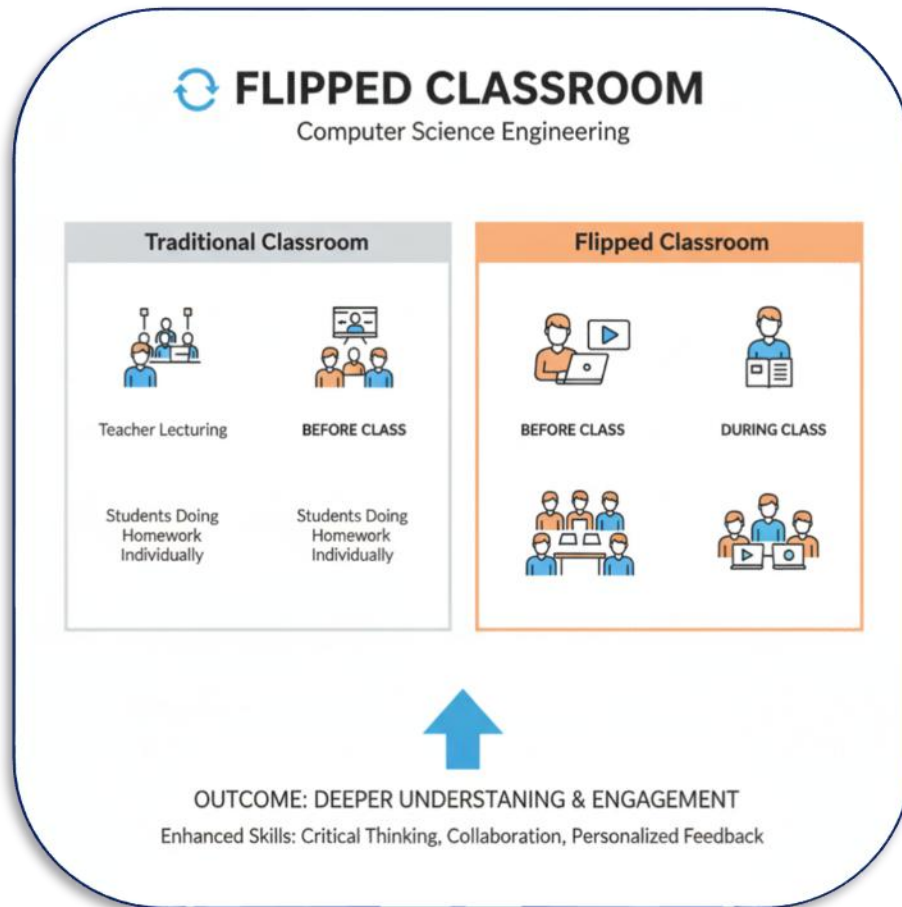 FLIPPED CLASSROOM
Computer Science Engineering
Traditional Classroom
Teacher Lecturing
BEFORE CLASS
Students Doing
Homework
Individually
Students Doing
Homework
Individually
Flipped Classroom
BEFORE CLASS
DURING CLASS
OUTCOME: DEEPER UNDERSTANING & ENGAGEMENT
Enhanced Skills: Critical Thinking, Collaboration, Personalized Feedback